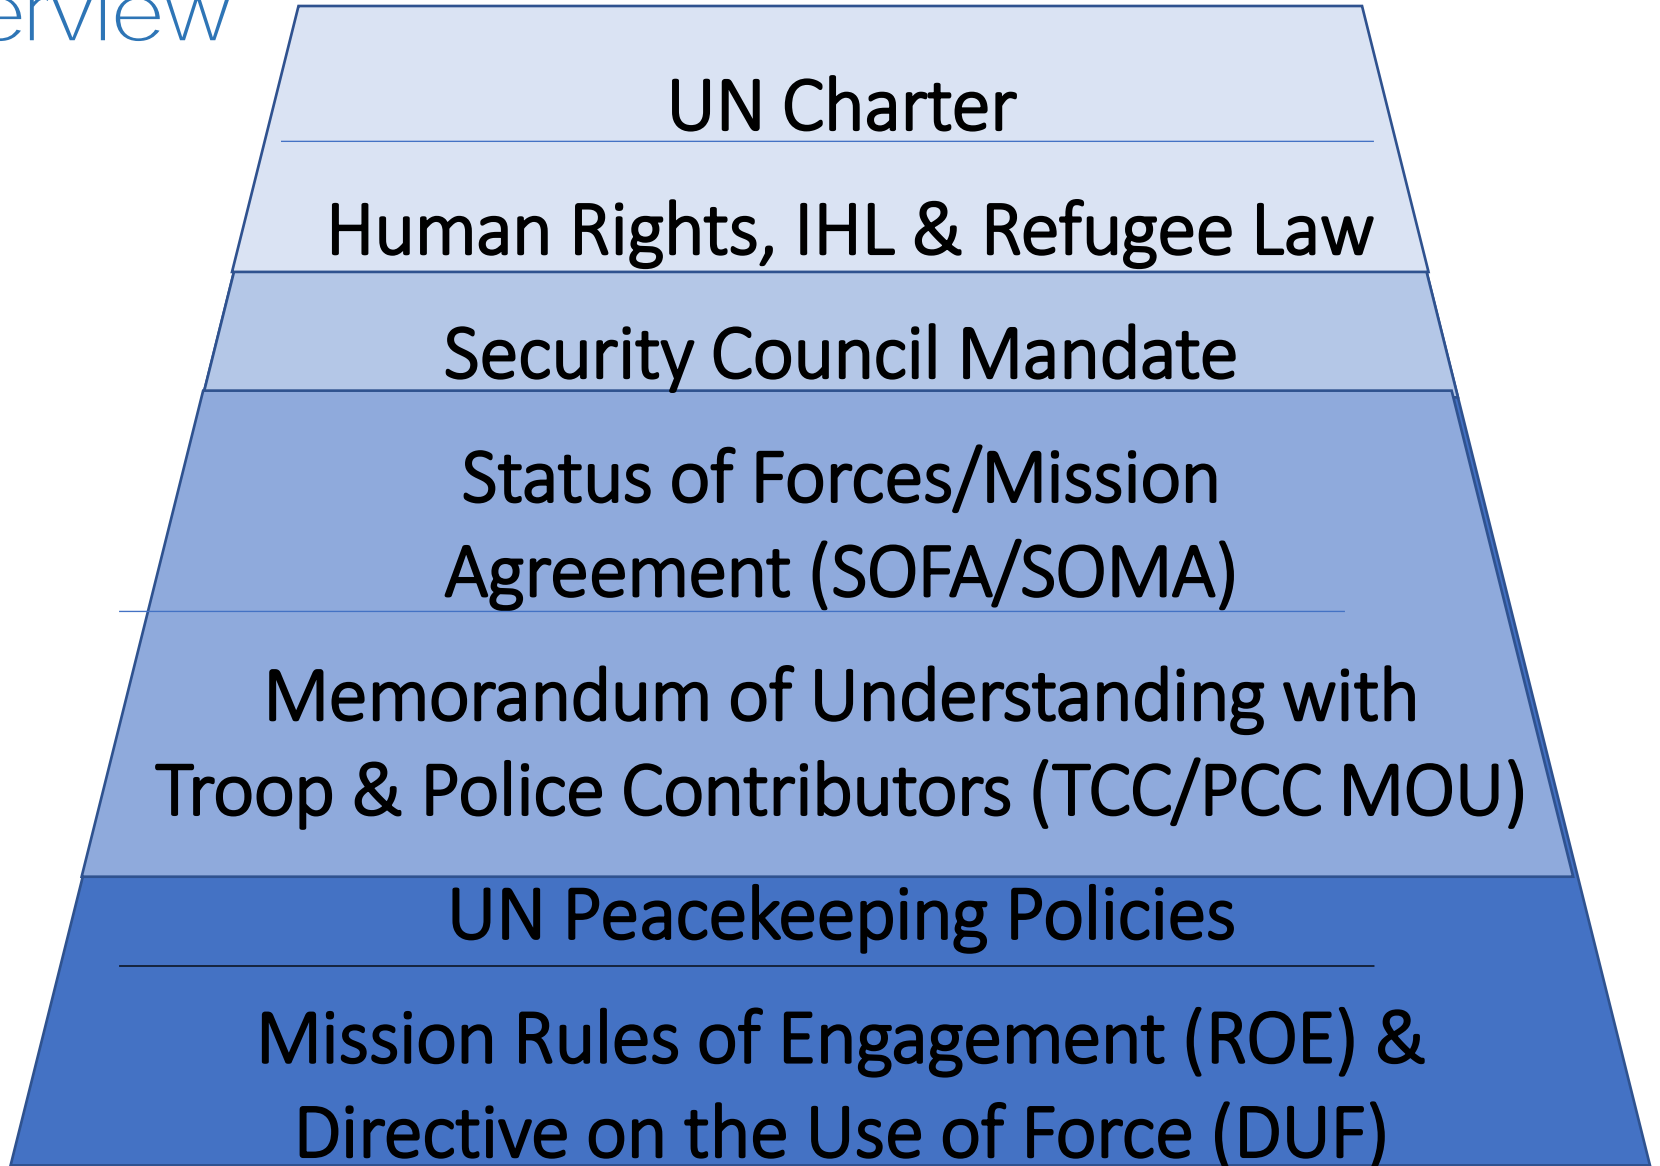 UN Charter
Human Rights, IHL & Refugee Law
Security Council Mandate
Status of Forces/Mission
Agreement (SOFA/SOMA)
Memorandum of Understanding with
Troop & Police Contributors (TCC/PCC MOU)
UN Peacekeeping Policies
Mission Rules of Engagement (ROE) &
Directive on the Use of Force (DUF)